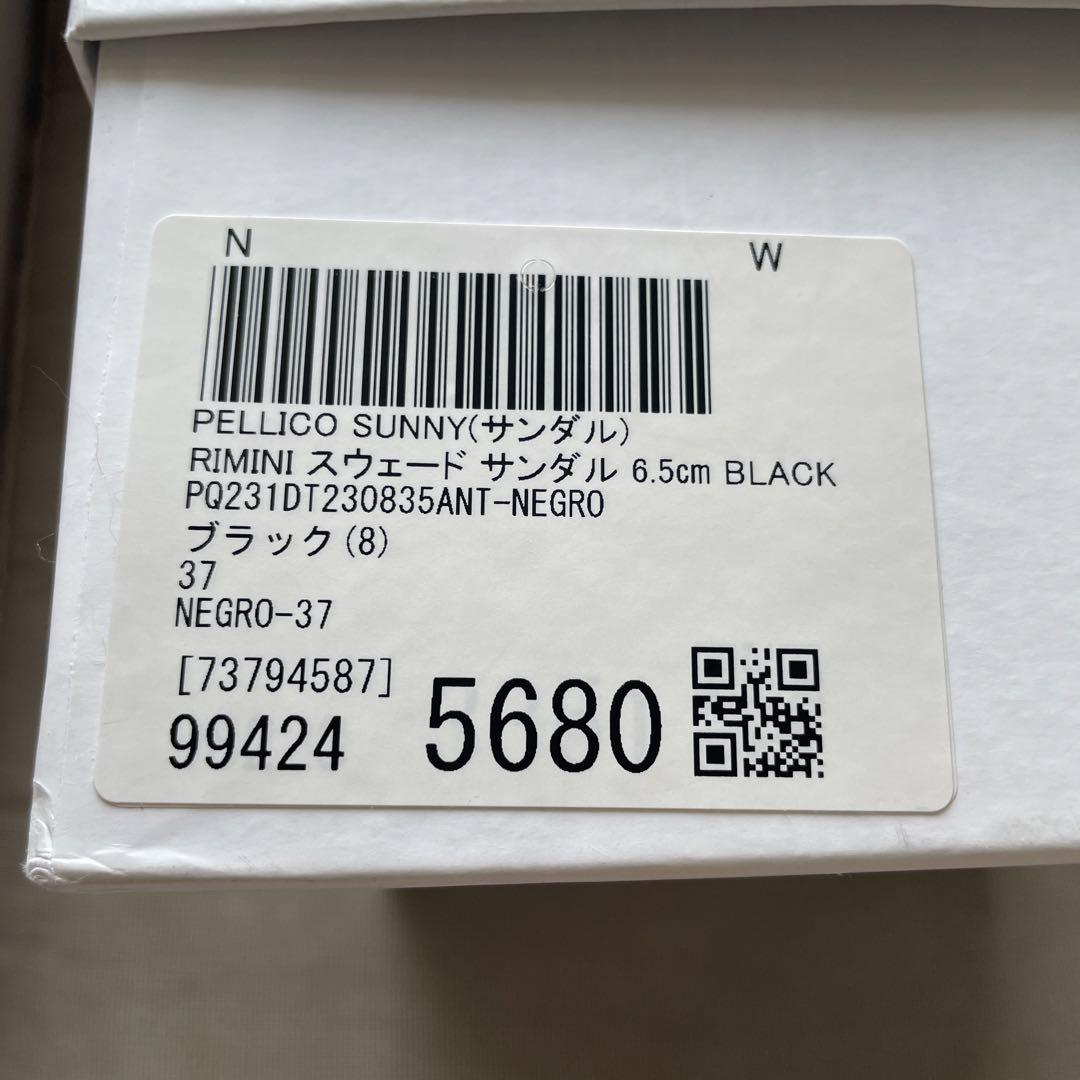 N W
PELLICO SUNNY(サンダル)
RIMINI スウェード サンダル 6.5cm BLACK
PQ231DT230835ANT-NEGRO
ブラック(8)
37
NEGRO-37
[73794587]
99424 5680